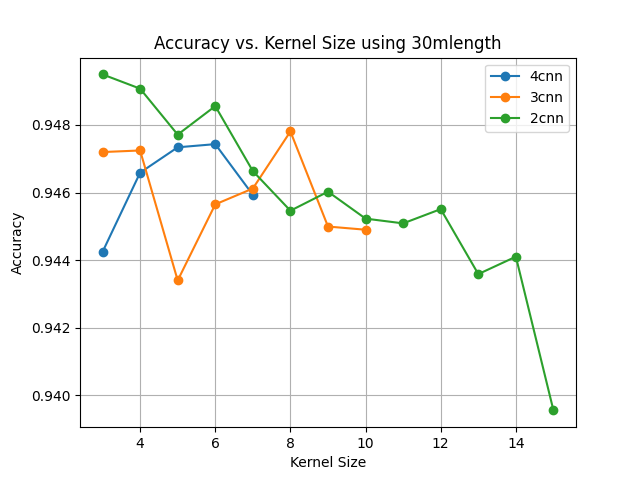 Accuracy vs. Kernel Size using 30mlength
4cnn
3cnn
2cnn
0.948
0.946
0.944
0.942
0.940
Accuracy
4 6 8 10 12 14
Kernel Size